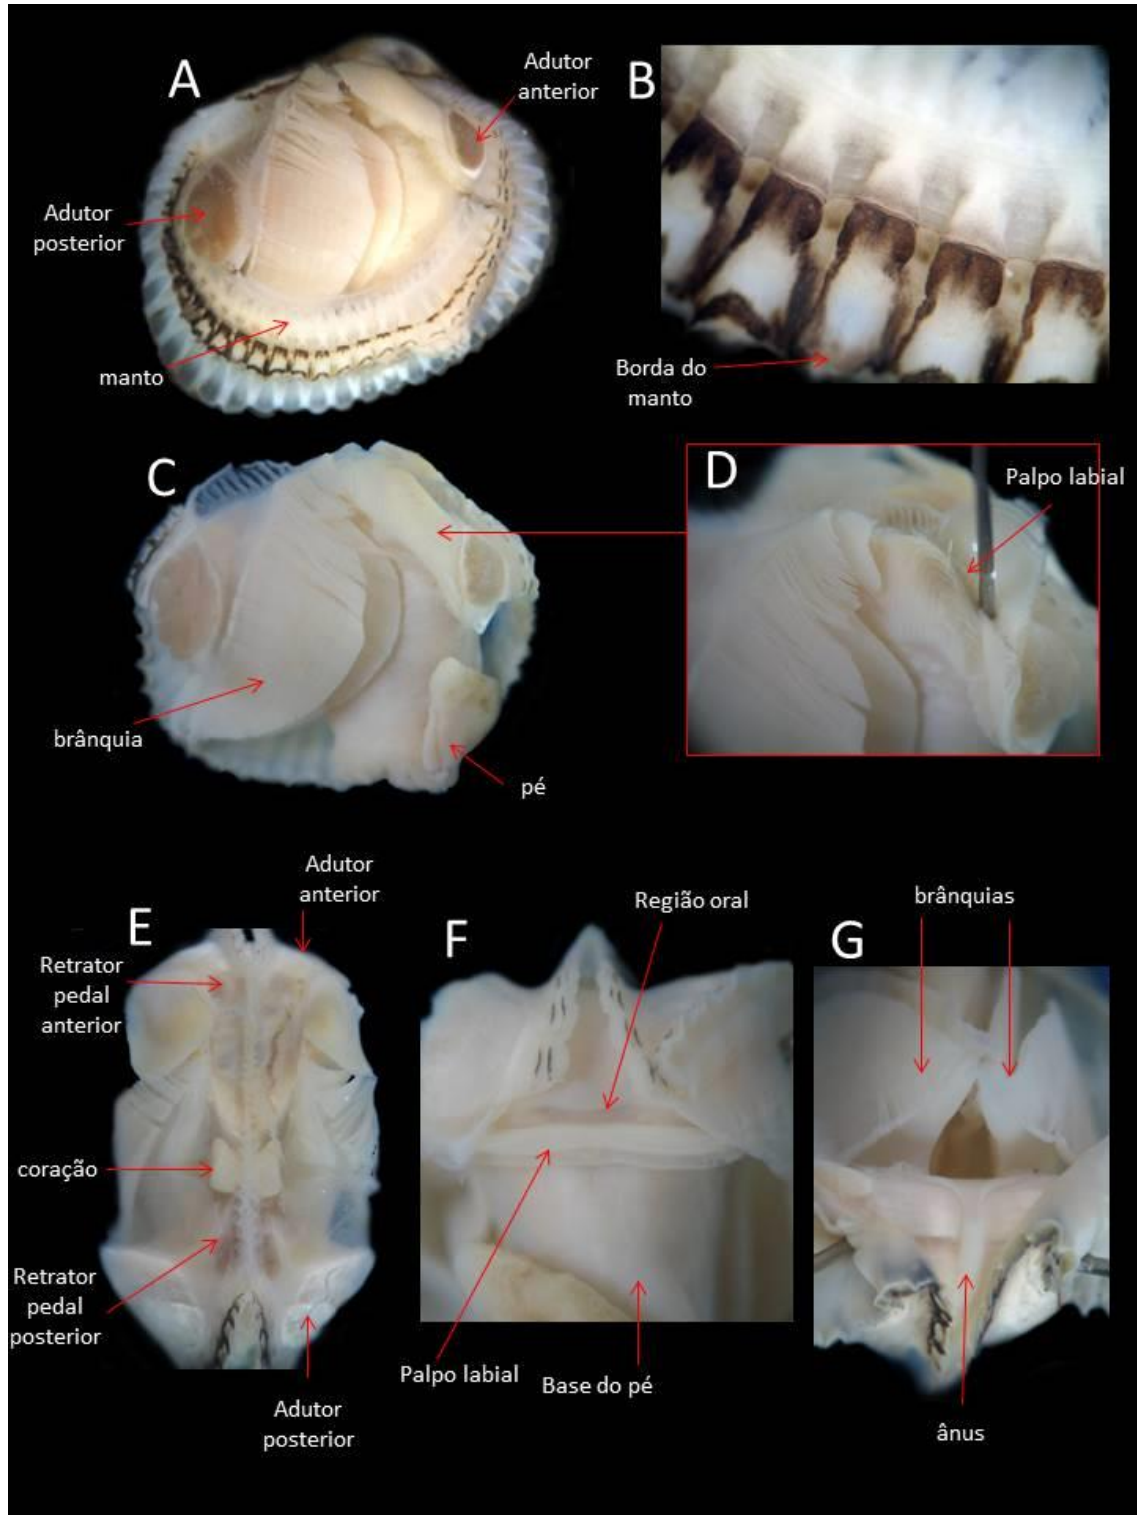 A
Adutor
anterior
B
Adutor
posterior
manto
Borda do
manto
C
D
Palpo labial
brânquia
pé
Adutor
anterior
E
Retrator
pedal
anterior
coração
Retrator
pedal
posterior
Adutor
posterior
Região oral
F
Palpo labial
Base do pé
brânquias
G
ânus